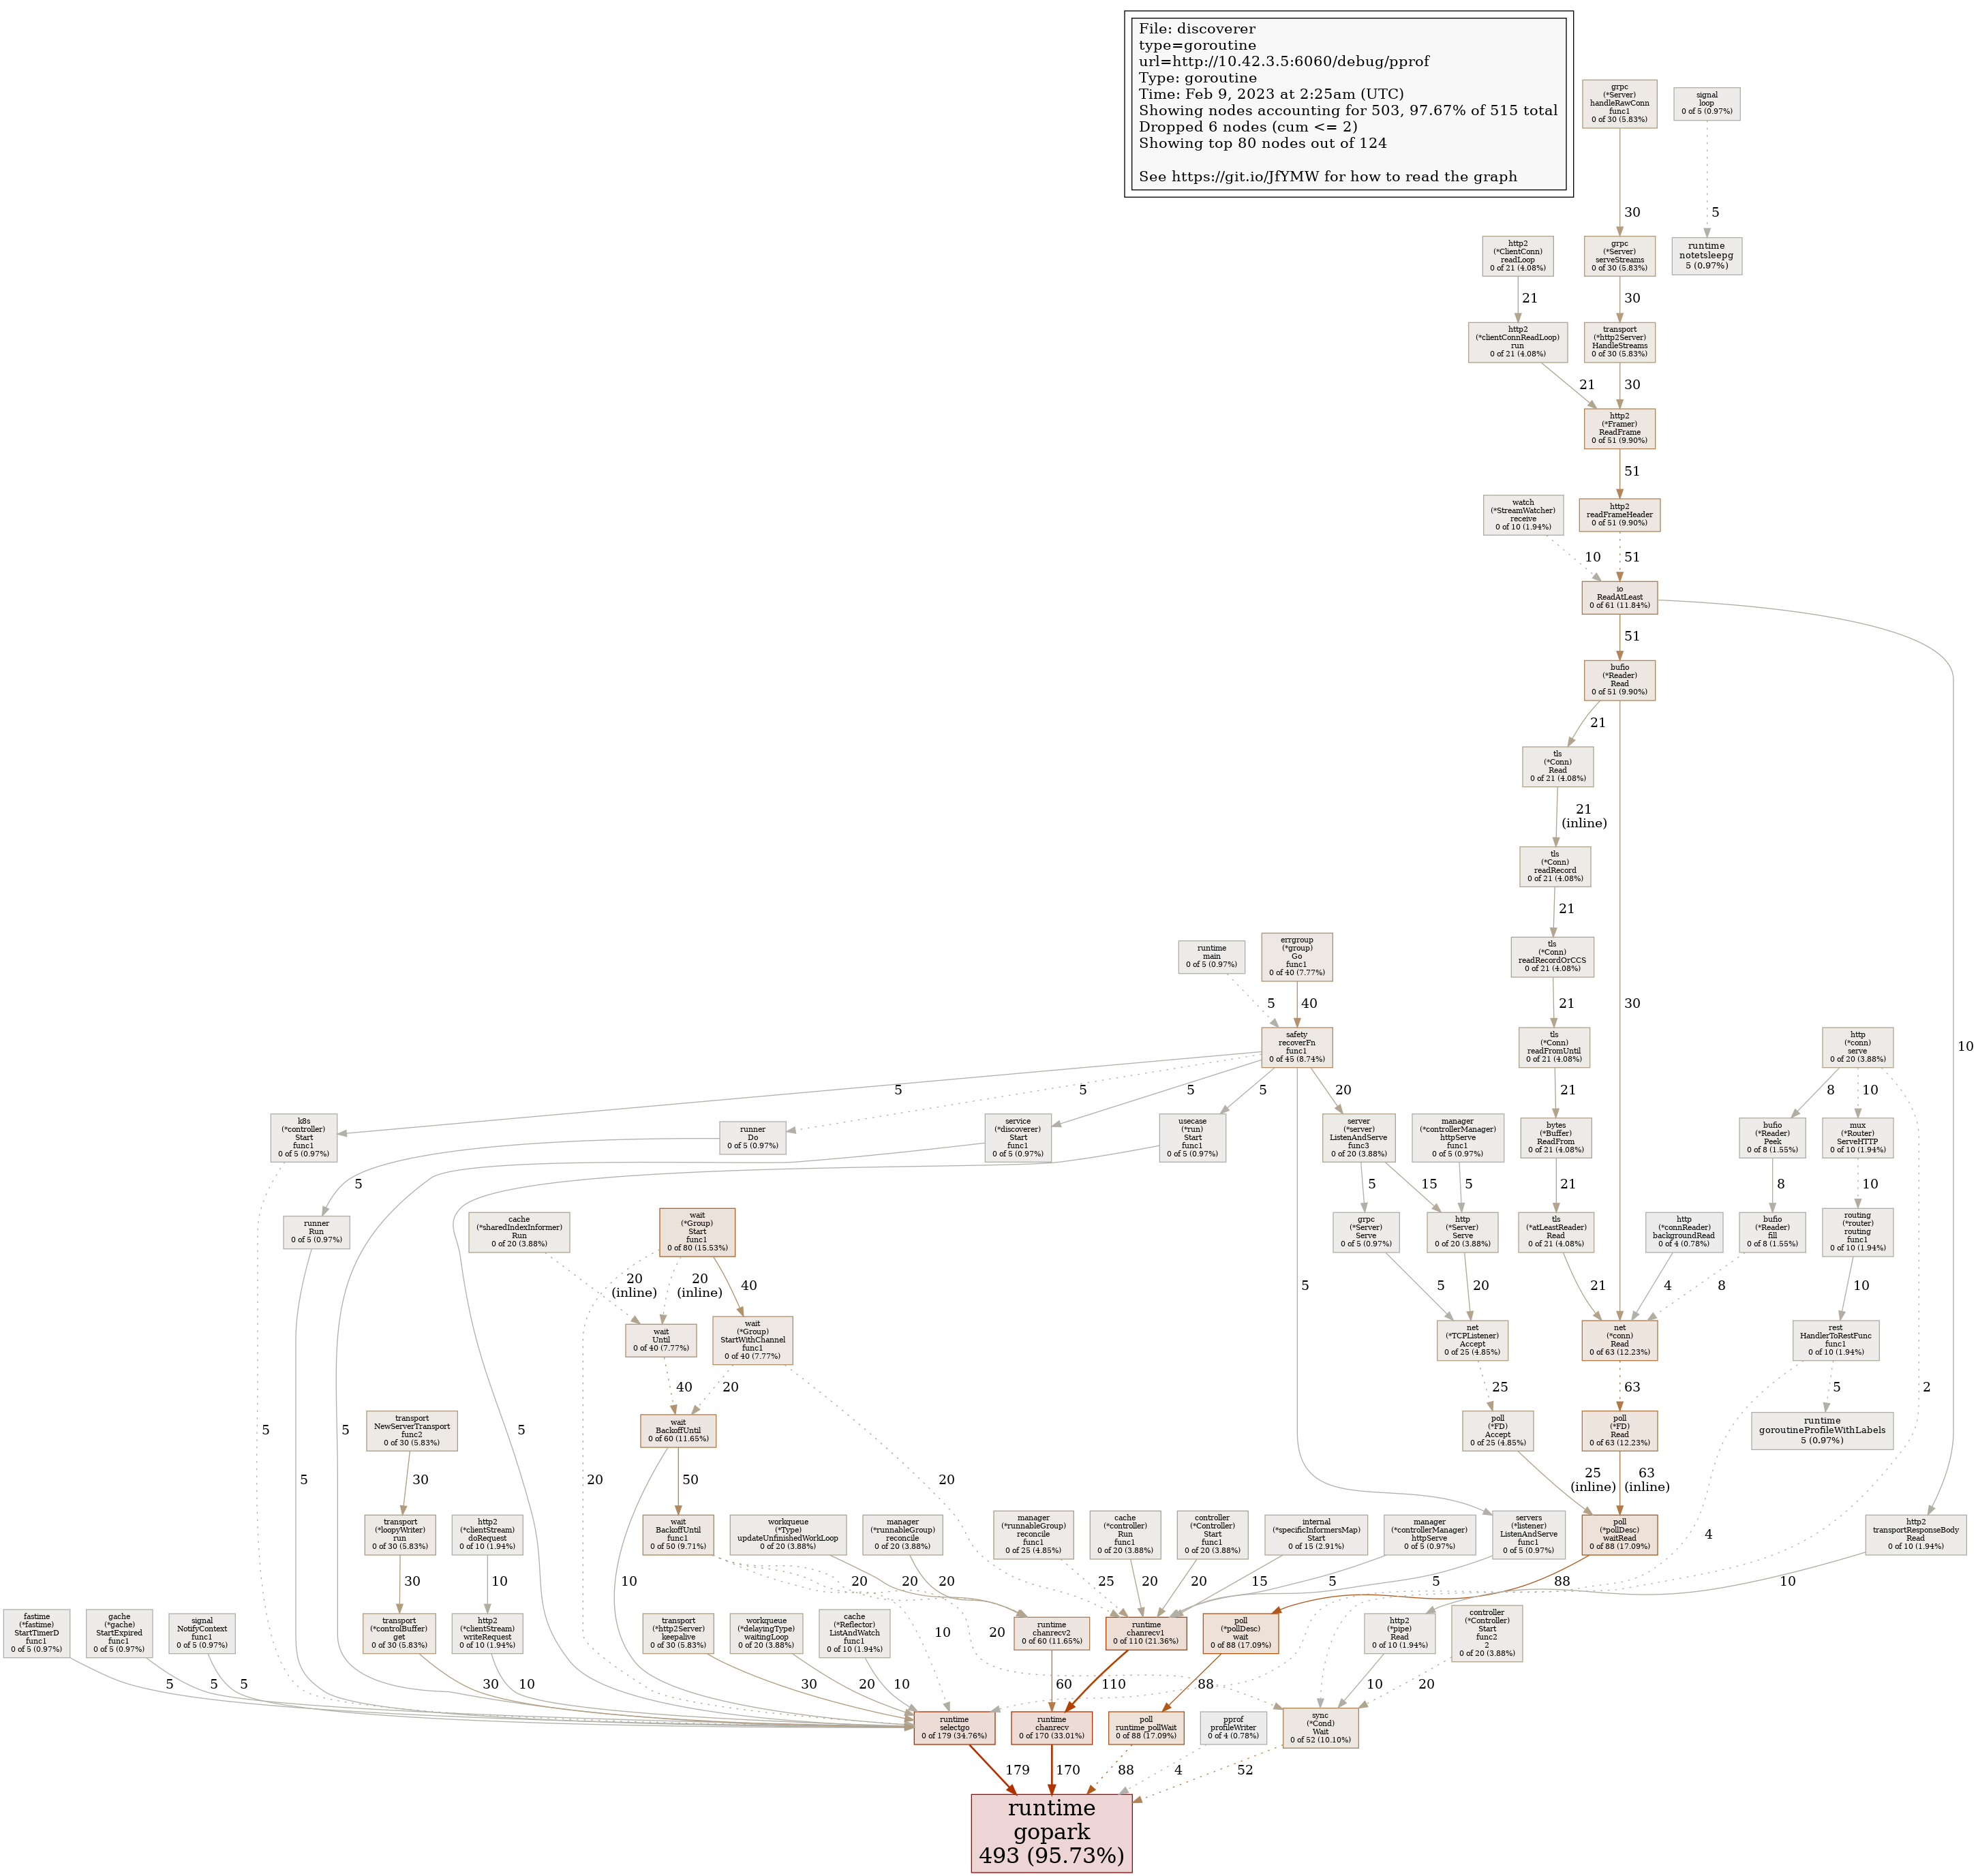 File: discoverer
type=goroutine
url=http://10.42.3.5:6060/debug/pprof
Type: goroutine
Time: Feb 9, 2023 at 2:25am (UTC)
Showing nodes accounting for 503, 97.67% of 515 total
Dropped 6 nodes (cum <= 2)
Showing top 80 nodes out of 124
See https://git.io/JfYMW for how to read the graph
grpc
(*Server)
handleRawConn
func1
0 of 30 (5.83%)
signal
loop
0 of 5 (0.97%)
30
5
http2
(*ClientConn)
readLoop
0 of 21 (4.08%)
grpc
(*Server)
serveStreams
0 of 30 (5.83%)
runtime
notetsleepg
5 (0.97%)
21
30
http2
(*clientConnReadLoop)
run
0 of 21 (4.08%)
transport
(*http2Server)
HandleStreams
0 of 30 (5.83%)
21
30
http2
(*Framer)
ReadFrame
0 of 51 (9.90%)
51
watch
(*StreamWatcher)
receive
0 of 10 (1.94%)
http2
readFrameHeader
0 of 51 (9.90%)
10
51
io
ReadAtLeast
0 of 61 (11.84%)
51
10
bufio
(*Reader)
Read
0 of 51 (9.90%)
21
30
tls
(*Conn)
Read
0 of 21 (4.08%)
21
(inline)
tls
(*Conn)
readRecord
0 of 21 (4.08%)
21
runtime
main
0 of 5 (0.97%)
errgroup
(*group)
Go
func1
0 of 40 (7.77%)
tls
(*Conn)
readRecordOrCCS
0 of 21 (4.08%)
5
40
21
safety
recoverFn
func1
0 of 45 (8.74%)
tls
(*Conn)
readFromUntil
0 of 21 (4.08%)
http
(*conn)
serve
0 of 20 (3.88%)
5
5
5
5
20
5
21
8
10
2
k8s
(*controller)
Start
func1
0 of 5 (0.97%)
runner
Do
0 of 5 (0.97%)
service
(*discoverer)
Start
func1
0 of 5 (0.97%)
usecase
(*run)
Start
func1
0 of 5 (0.97%)
server
(*server)
ListenAndServe
func3
0 of 20 (3.88%)
manager
(*controllerManager)
httpServe
func1
0 of 5 (0.97%)
bytes
(*Buffer)
ReadFrom
0 of 21 (4.08%)
bufio
(*Reader)
Peek
0 of 8 (1.55%)
mux
(*Router)
ServeHTTP
0 of 10 (1.94%)
5
5
5
5
5
15
5
21
8
10
runner
Run
0 of 5 (0.97%)
cache
(*sharedIndexInformer)
Run
0 of 20 (3.88%)
wait
(*Group)
Start
func1
0 of 80 (15.53%)
grpc
(*Server)
Serve
0 of 5 (0.97%)
http
(*Server)
Serve
0 of 20 (3.88%)
tls
(*atLeastReader)
Read
0 of 21 (4.08%)
http
(*connReader)
backgroundRead
0 of 4 (0.78%)
bufio
(*Reader)
fill
0 of 8 (1.55%)
routing
(*router)
routing
func1
0 of 10 (1.94%)
5
20
(inline)
20
(inline)
40
20
5
20
21
4
8
10
wait
Until
0 of 40 (7.77%)
wait
(*Group)
StartWithChannel
func1
0 of 40 (7.77%)
net
(*TCPListener)
Accept
0 of 25 (4.85%)
net
(*conn)
Read
0 of 63 (12.23%)
rest
HandlerToRestFunc
func1
0 of 10 (1.94%)
40
20
20
25
63
5
4
transport
NewServerTransport
func2
0 of 30 (5.83%)
wait
BackoffUntil
0 of 60 (11.65%)
poll
(*FD)
Accept
0 of 25 (4.85%)
poll
(*FD)
Read
0 of 63 (12.23%)
runtime
goroutineProfileWithLabels
5 (0.97%)
30
50
10
25
(inline)
63
(inline)
transport
(*loopyWriter)
run
0 of 30 (5.83%)
http2
(*clientStream)
doRequest
0 of 10 (1.94%)
wait
BackoffUntil
func1
0 of 50 (9.71%)
workqueue
(*Type)
updateUnfinishedWorkLoop
0 of 20 (3.88%)
manager
(*runnableGroup)
reconcile
0 of 20 (3.88%)
manager
(*runnableGroup)
reconcile
func1
0 of 25 (4.85%)
cache
(*controller)
Run
func1
0 of 20 (3.88%)
controller
(*Controller)
Start
func1
0 of 20 (3.88%)
internal
(*specificInformersMap)
Start
0 of 15 (2.91%)
manager
(*controllerManager)
httpServe
0 of 5 (0.97%)
servers
(*listener)
ListenAndServe
func1
0 of 5 (0.97%)
poll
(*pollDesc)
waitRead
0 of 88 (17.09%)
http2
transportResponseBody
Read
0 of 10 (1.94%)
30
10
20
20
25
20
20
15
5
5
88
10
fastime
(*fastime)
StartTimerD
func1
0 of 5 (0.97%)
gache
(*gache)
StartExpired
func1
0 of 5 (0.97%)
signal
NotifyContext
func1
0 of 5 (0.97%)
transport
(*controlBuffer)
get
0 of 30 (5.83%)
http2
(*clientStream)
writeRequest
0 of 10 (1.94%)
transport
(*http2Server)
keepalive
0 of 30 (5.83%)
workqueue
(*delayingType)
waitingLoop
0 of 20 (3.88%)
cache
(*Reflector)
ListAndWatch
func1
0 of 10 (1.94%)
10
20
runtime
chanrecv2
0 of 60 (11.65%)
runtime
chanrecv1
0 of 110 (21.36%)
poll
(*pollDesc)
wait
0 of 88 (17.09%)
http2
(*pipe)
Read
0 of 10 (1.94%)
controller
(*Controller)
Start
func2
2
0 of 20 (3.88%)
5
5
5
30
10
30
20
10
60
110
88
10
20
runtime
selectgo
0 of 179 (34.76%)
runtime
chanrecv
0 of 170 (33.01%)
poll
runtime_pollWait
0 of 88 (17.09%)
pprof
profileWriter
0 of 4 (0.78%)
sync
(*Cond)
Wait
0 of 52 (10.10%)
179
170
88
4
52
runtime
gopark
493 (95.73%)